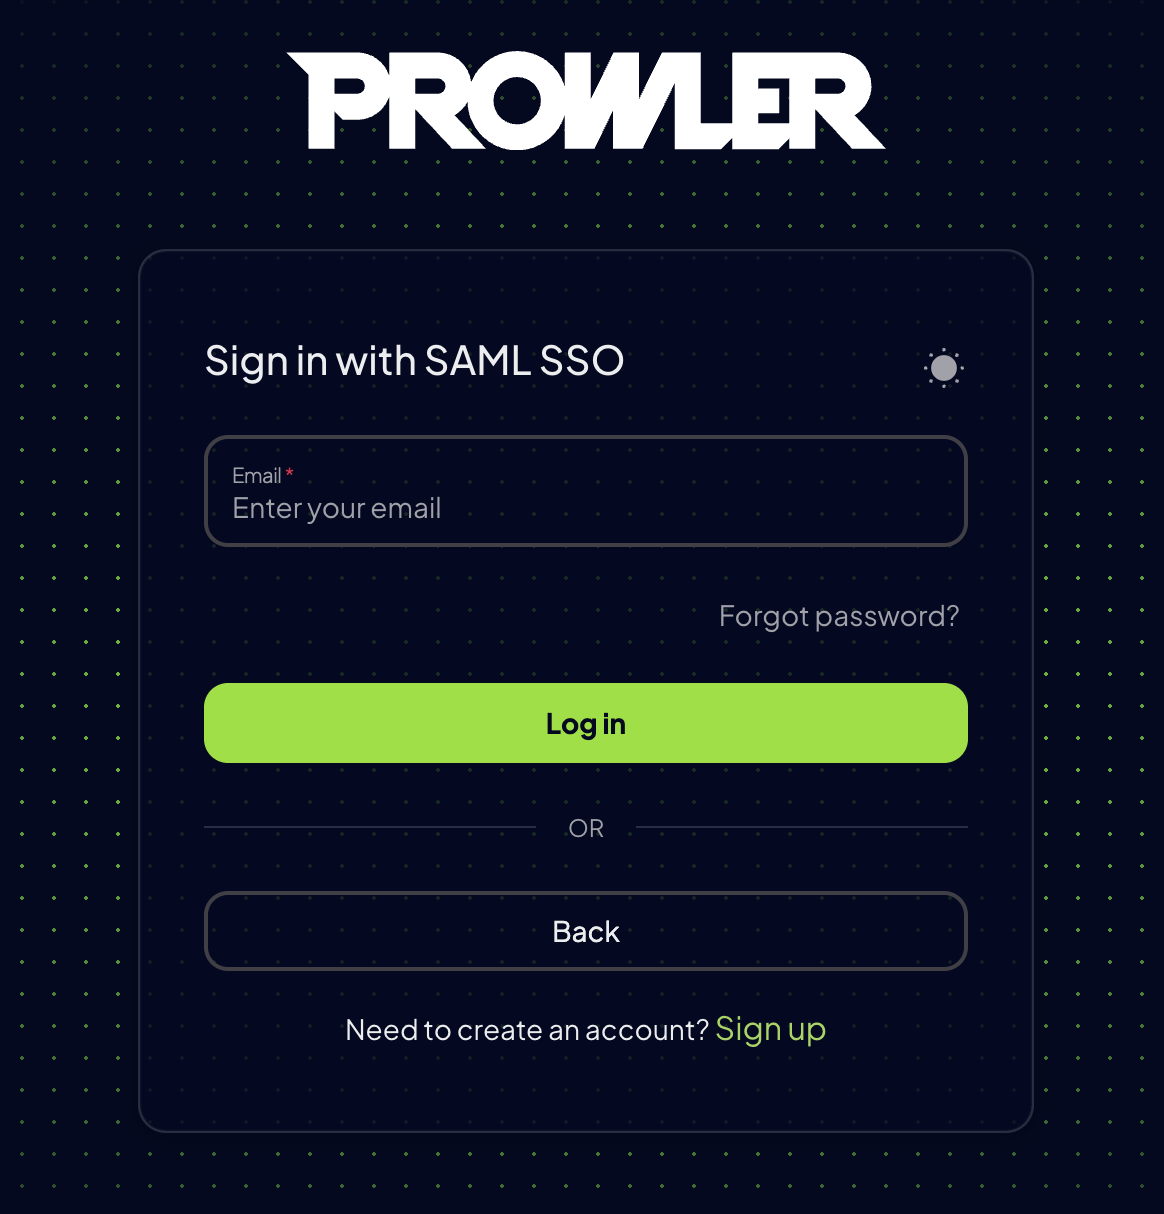 PROWLER
Sign in with SAML SSO
Email *
Enter your email
Forgot password?
Log in
OR
Back
Need to create an account? Sign up